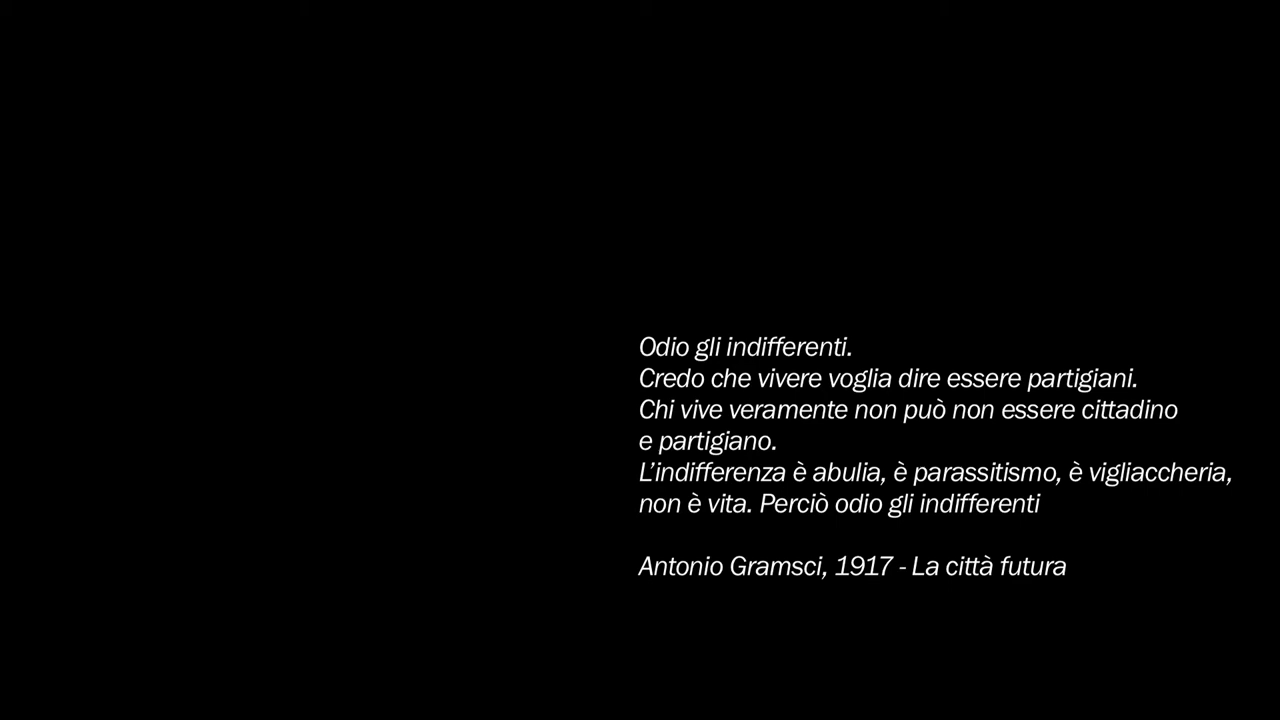 Odio gli indifferenti.
Credo che vivere voglia dire essere partigiani.
Chi vive veramente non può non essere cittadino
e partigiano.
L’indifferenza è abulia, è parassitismo, è vigliaccheria,
non è vita. Perciò odio gli indifferenti
Antonio Gramsci, 1917 - La città futura